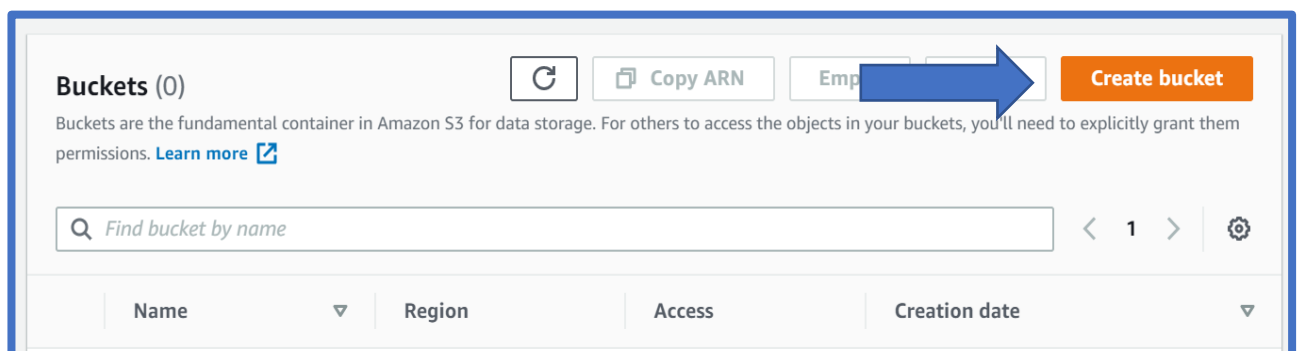 Buckets (0)
Copy ARN
Create bucket
Buckets are the fundamental container in Amazon S3 for data storage. For others to access the objects in your buckets, you'll need to explicitly grant them
permissions. Learn more
Find bucket by name
1
Name
Region
Access
Creation date